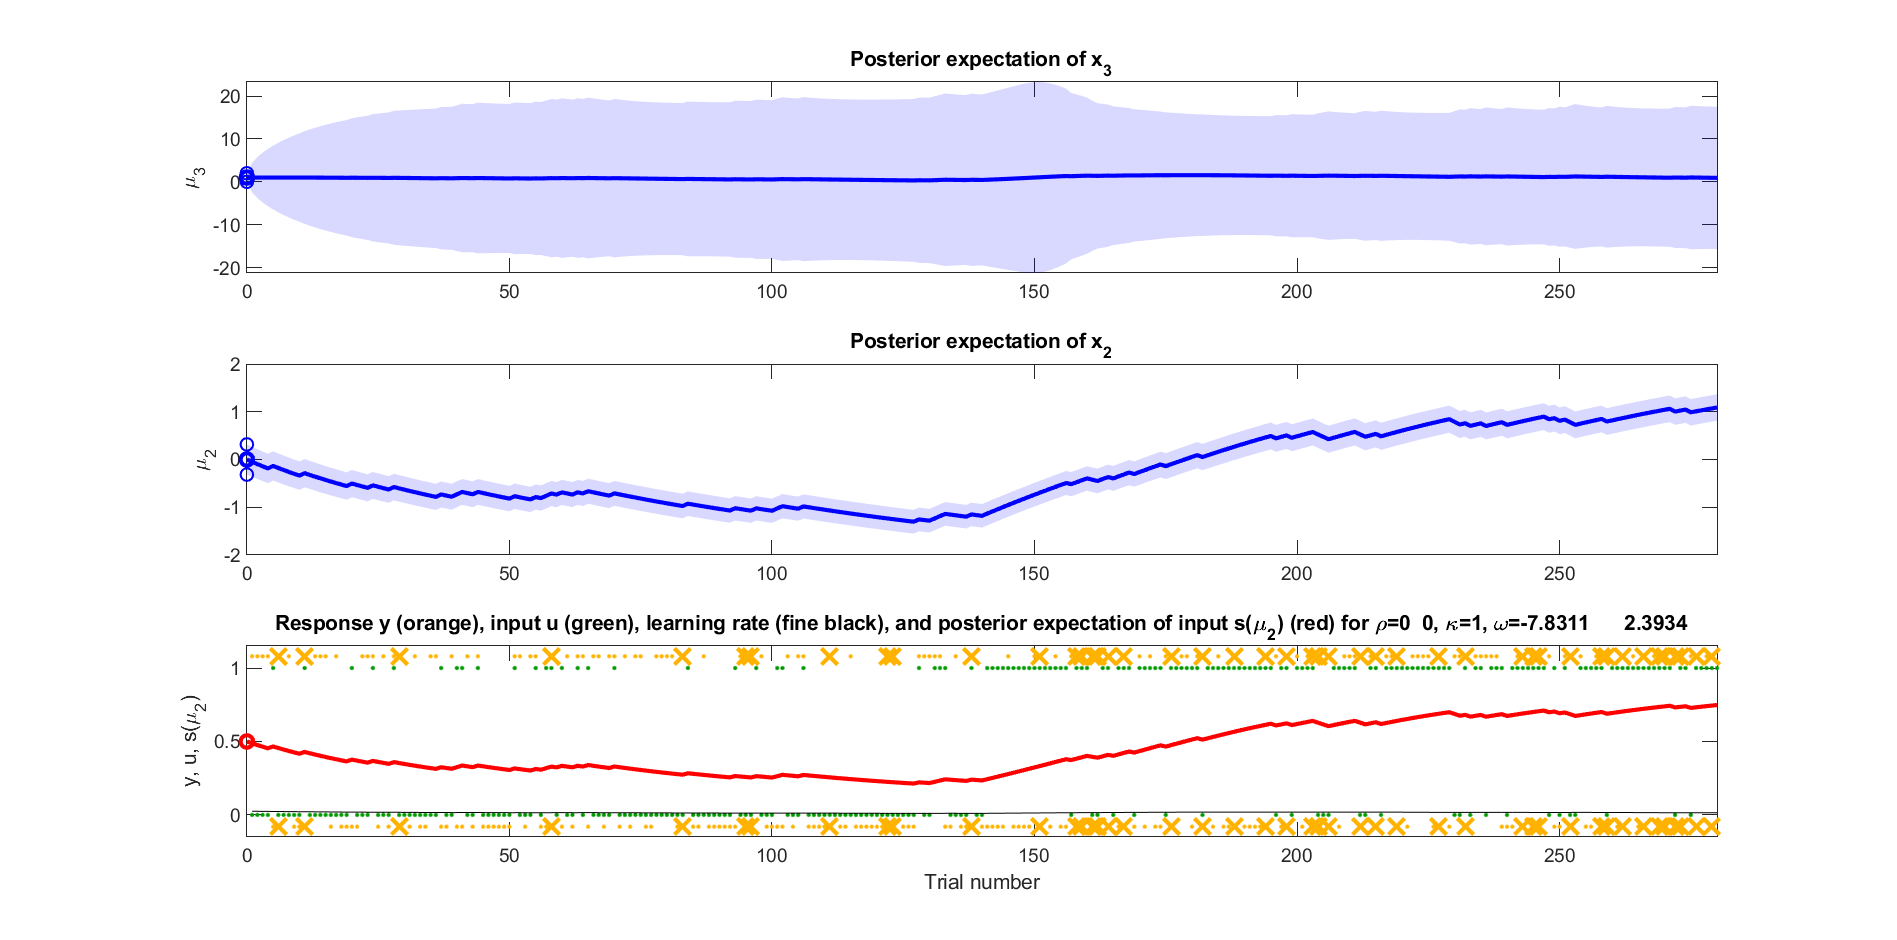 Posterior expectation of x3
20
10
0
-10
-20
μ3
0 50 100 150 200 250
Posterior expectation of x2
2
1
0
-1
-2
μ2
0 50 100 150 200 250
Response y (orange), input u (green), learning rate (fine black), and posterior expectation of input s(μ2) (red) for ρ=0 0, κ=1, ω=-7.8311 2.3934
1
0.5
0
y, u, s(μ2)
0 50 100 150 200 250
Trial number